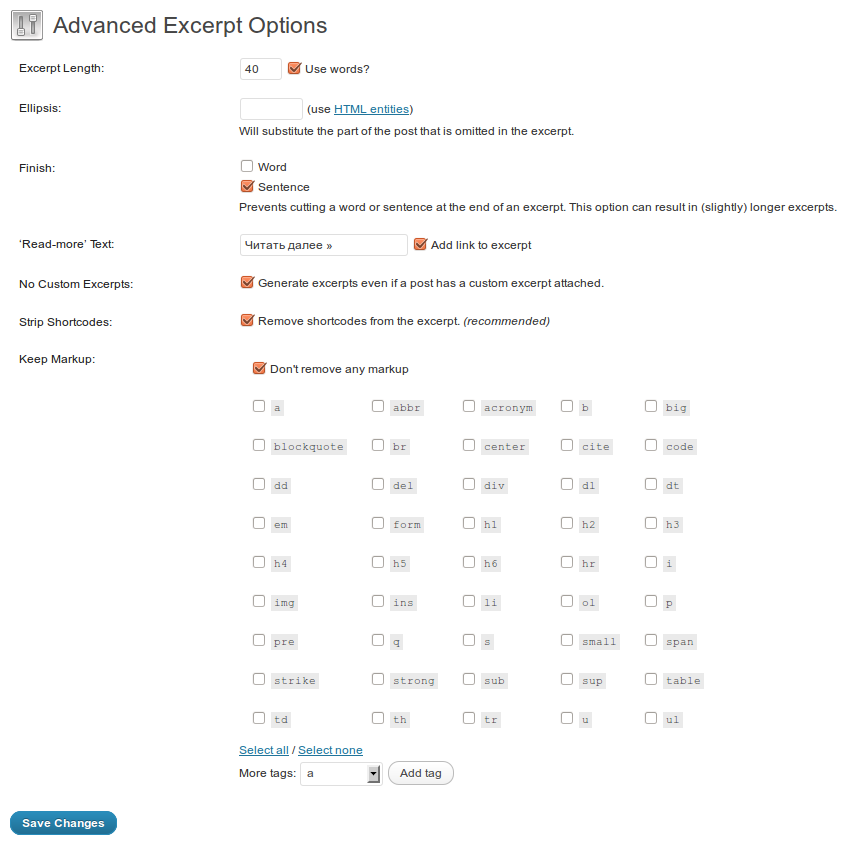 Advanced Excerpt Options
Excerpt Length: 40 Use words?
Ellipsis: (use HTML entities)
Will substitute the part of the post that is omitted in the excerpt.
Finish: Word
Sentence
Prevents cutting a word or sentence at the end of an excerpt. This option can result in (slightly) longer excerpts.
'Read-more' Text: Читать далее » Add link to excerpt
No Custom Excerpts: Generate excerpts even if a post has a custom excerpt attached.
Strip Shortcodes: Remove shortcodes from the excerpt. (recommended)
Keep Markup: Don't remove any markup
a abbr acronym b big
blockquote br center cite code
dd del div dl dt
em form h1 h2 h3
h4 h5 h6 hr i
img ins li ol p
pre q s small span
strike strong sub sup table
td th tr u ul
Select all / Select none
More tags: a Add tag
Save Changes